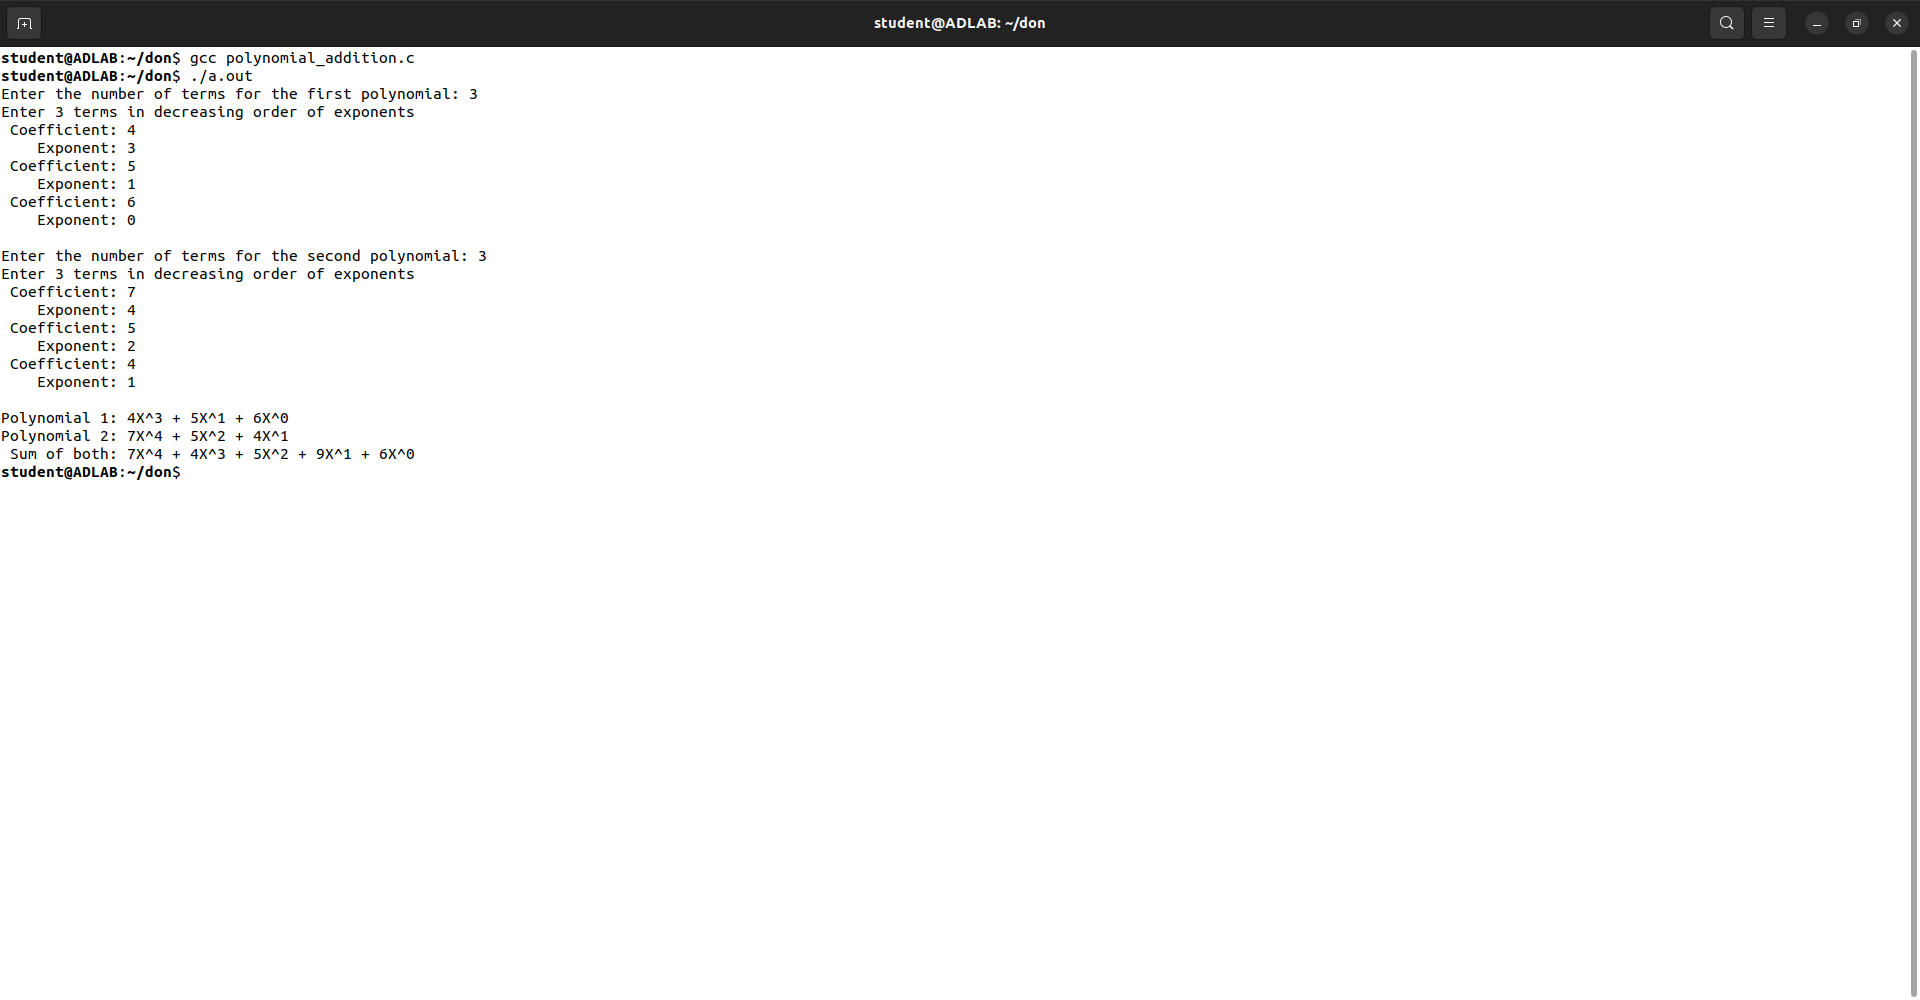 student@ADLAB: ~/don
student@ADLAB:~/don$ gcc polynomial_addition.c
student@ADLAB:~/don$ ./a.out
Enter the number of terms for the first polynomial: 3
Enter 3 terms in decreasing order of exponents
 Coefficient: 4
    Exponent: 3
 Coefficient: 5
    Exponent: 1
 Coefficient: 6
    Exponent: 0

Enter the number of terms for the second polynomial: 3
Enter 3 terms in decreasing order of exponents
 Coefficient: 7
    Exponent: 4
 Coefficient: 5
    Exponent: 2
 Coefficient: 4
    Exponent: 1

Polynomial 1: 4X^3 + 5X^1 + 6X^0
Polynomial 2: 7X^4 + 5X^2 + 4X^1
 Sum of both: 7X^4 + 4X^3 + 5X^2 + 9X^1 + 6X^0
student@ADLAB:~/don$